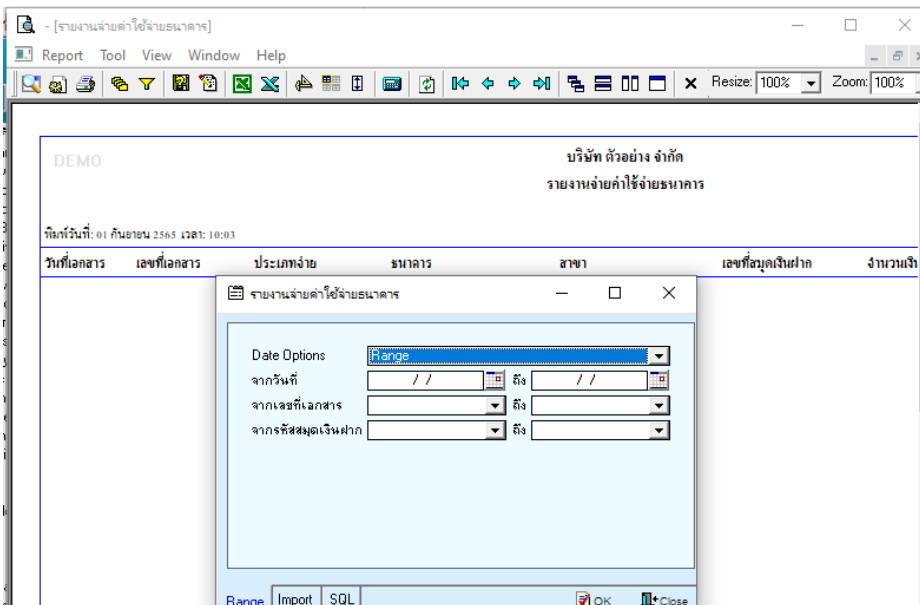 - [รายงานจ่ายค่าใช้จ่ายธนาคาร]
Report Tool View Window Help
Resize: 100% Zoom: 100%
DEMO
บริษัท ตัวอย่าง จำกัด
รายงานจ่ายค่าใช้จ่ายธนาคาร
พิมพ์วันที่: 01 กันยายน 2565 เวลา: 10:03
วันที่เอกสาร เลขที่เอกสาร ประเภทจ่าย ธนาคาร สาขา เลขที่สมุดเงินฝาก จำนวนเงิน
รายงานจ่ายค่าใช้จ่ายธนาคาร
Date Options Range
จากวันที่ / / ถึง / /
จากเลขที่เอกสาร ถึง
จากรหัสสมุดเงินฝาก ถึง
Range Import SQL OK Close